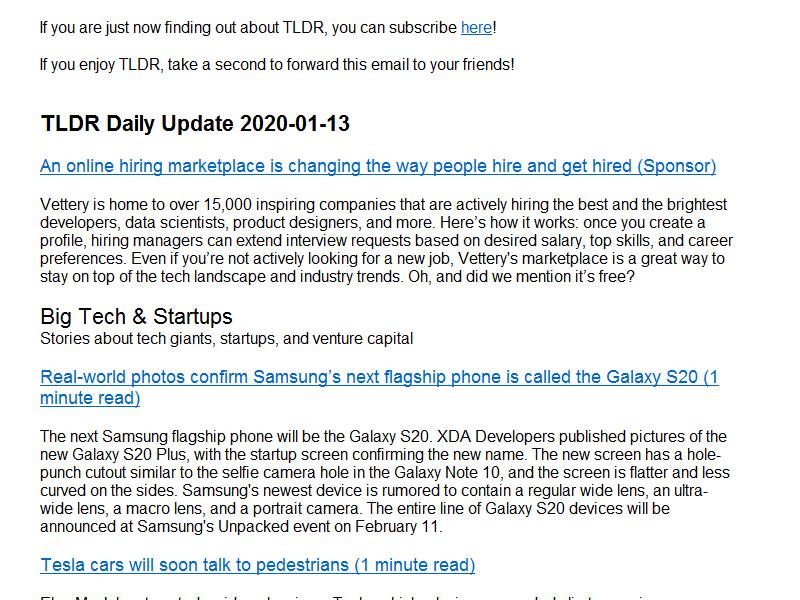 If you are just now finding out about TLDR, you can subscribe here!
If you enjoy TLDR, take a second to forward this email to your friends!
TLDR Daily Update 2020-01-13
An online hiring marketplace is changing the way people hire and get hired (Sponsor)
Vettery is home to over 15,000 inspiring companies that are actively hiring the best and the brightest
developers, data scientists, product designers, and more. Here’s how it works: once you create a
profile, hiring managers can extend interview requests based on desired salary, top skills, and career
preferences. Even if you’re not actively looking for a new job, Vettery's marketplace is a great way to
stay on top of the tech landscape and industry trends. Oh, and did we mention it’s free?
Big Tech & Startups
Stories about tech giants, startups, and venture capital
Real-world photos confirm Samsung’s next flagship phone is called the Galaxy S20 (1
minute read)
The next Samsung flagship phone will be the Galaxy S20. XDA Developers published pictures of the
new Galaxy S20 Plus, with the startup screen confirming the new name. The new screen has a hole-
punch cutout similar to the selfie camera hole in the Galaxy Note 10, and the screen is flatter and less
curved on the sides. Samsung's newest device is rumored to contain a regular wide lens, an ultra-
wide lens, a macro lens, and a portrait camera. The entire line of Galaxy S20 devices will be
announced at Samsung's Unpacked event on February 11.
Tesla cars will soon talk to pedestrians (1 minute read)